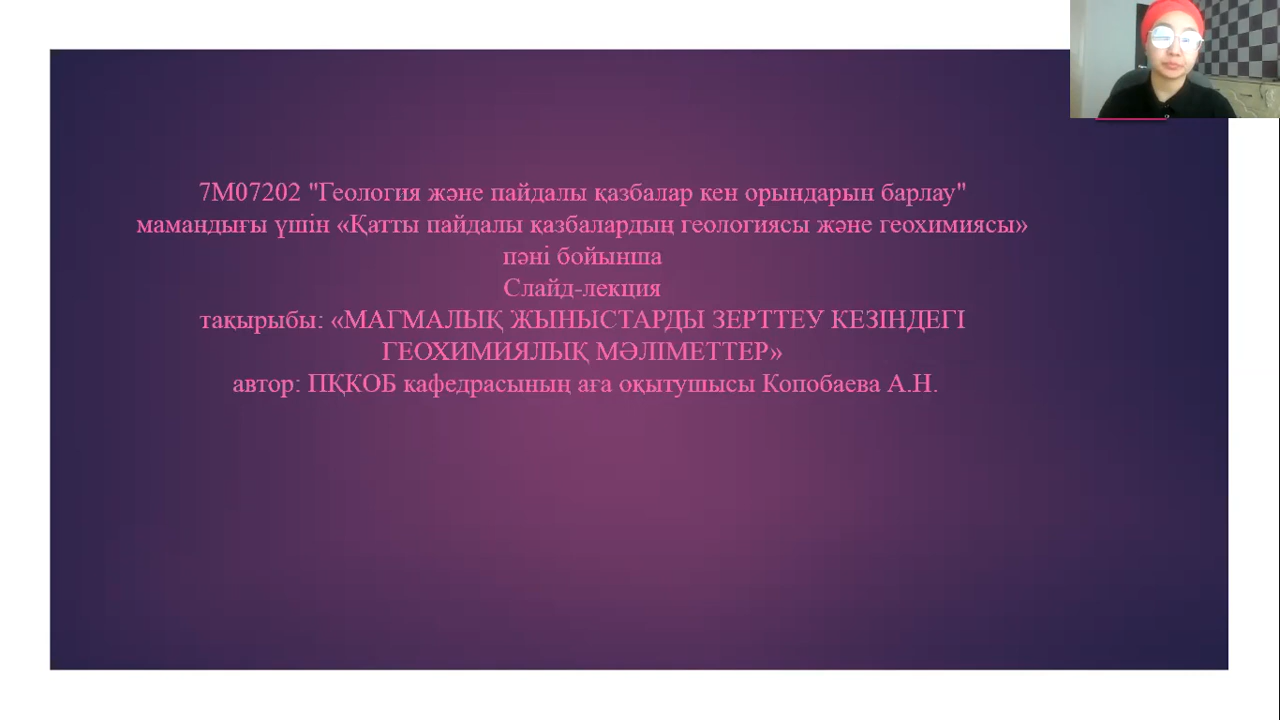 7M07202 "Геология және пайдалы қазбалар кен орындарын барлау"
мамандығы үшін «Қатты пайдалы қазбалардың геологиясы және геохимиясы»
пәні бойынша
Слайд-лекция
тақырыбы: «МАГМАЛЫҚ ЖЫНЫСТАРДЫ ЗЕРТТЕУ КЕЗІНДЕГІ
ГЕОХИМИЯЛЫҚ МӘЛІМЕТТЕР»
автор: ПҚКОБ кафедрасының аға оқытушысы Копобаева А.Н.